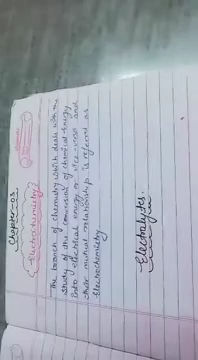 Chapter-03
Electrochemistry
The branch of chemistry which deals with the
study of the conversion of chemical energy
into electrical energy or vice-versa and
their mutual relationship is referred as
Electrochemistry
Electrolytes.